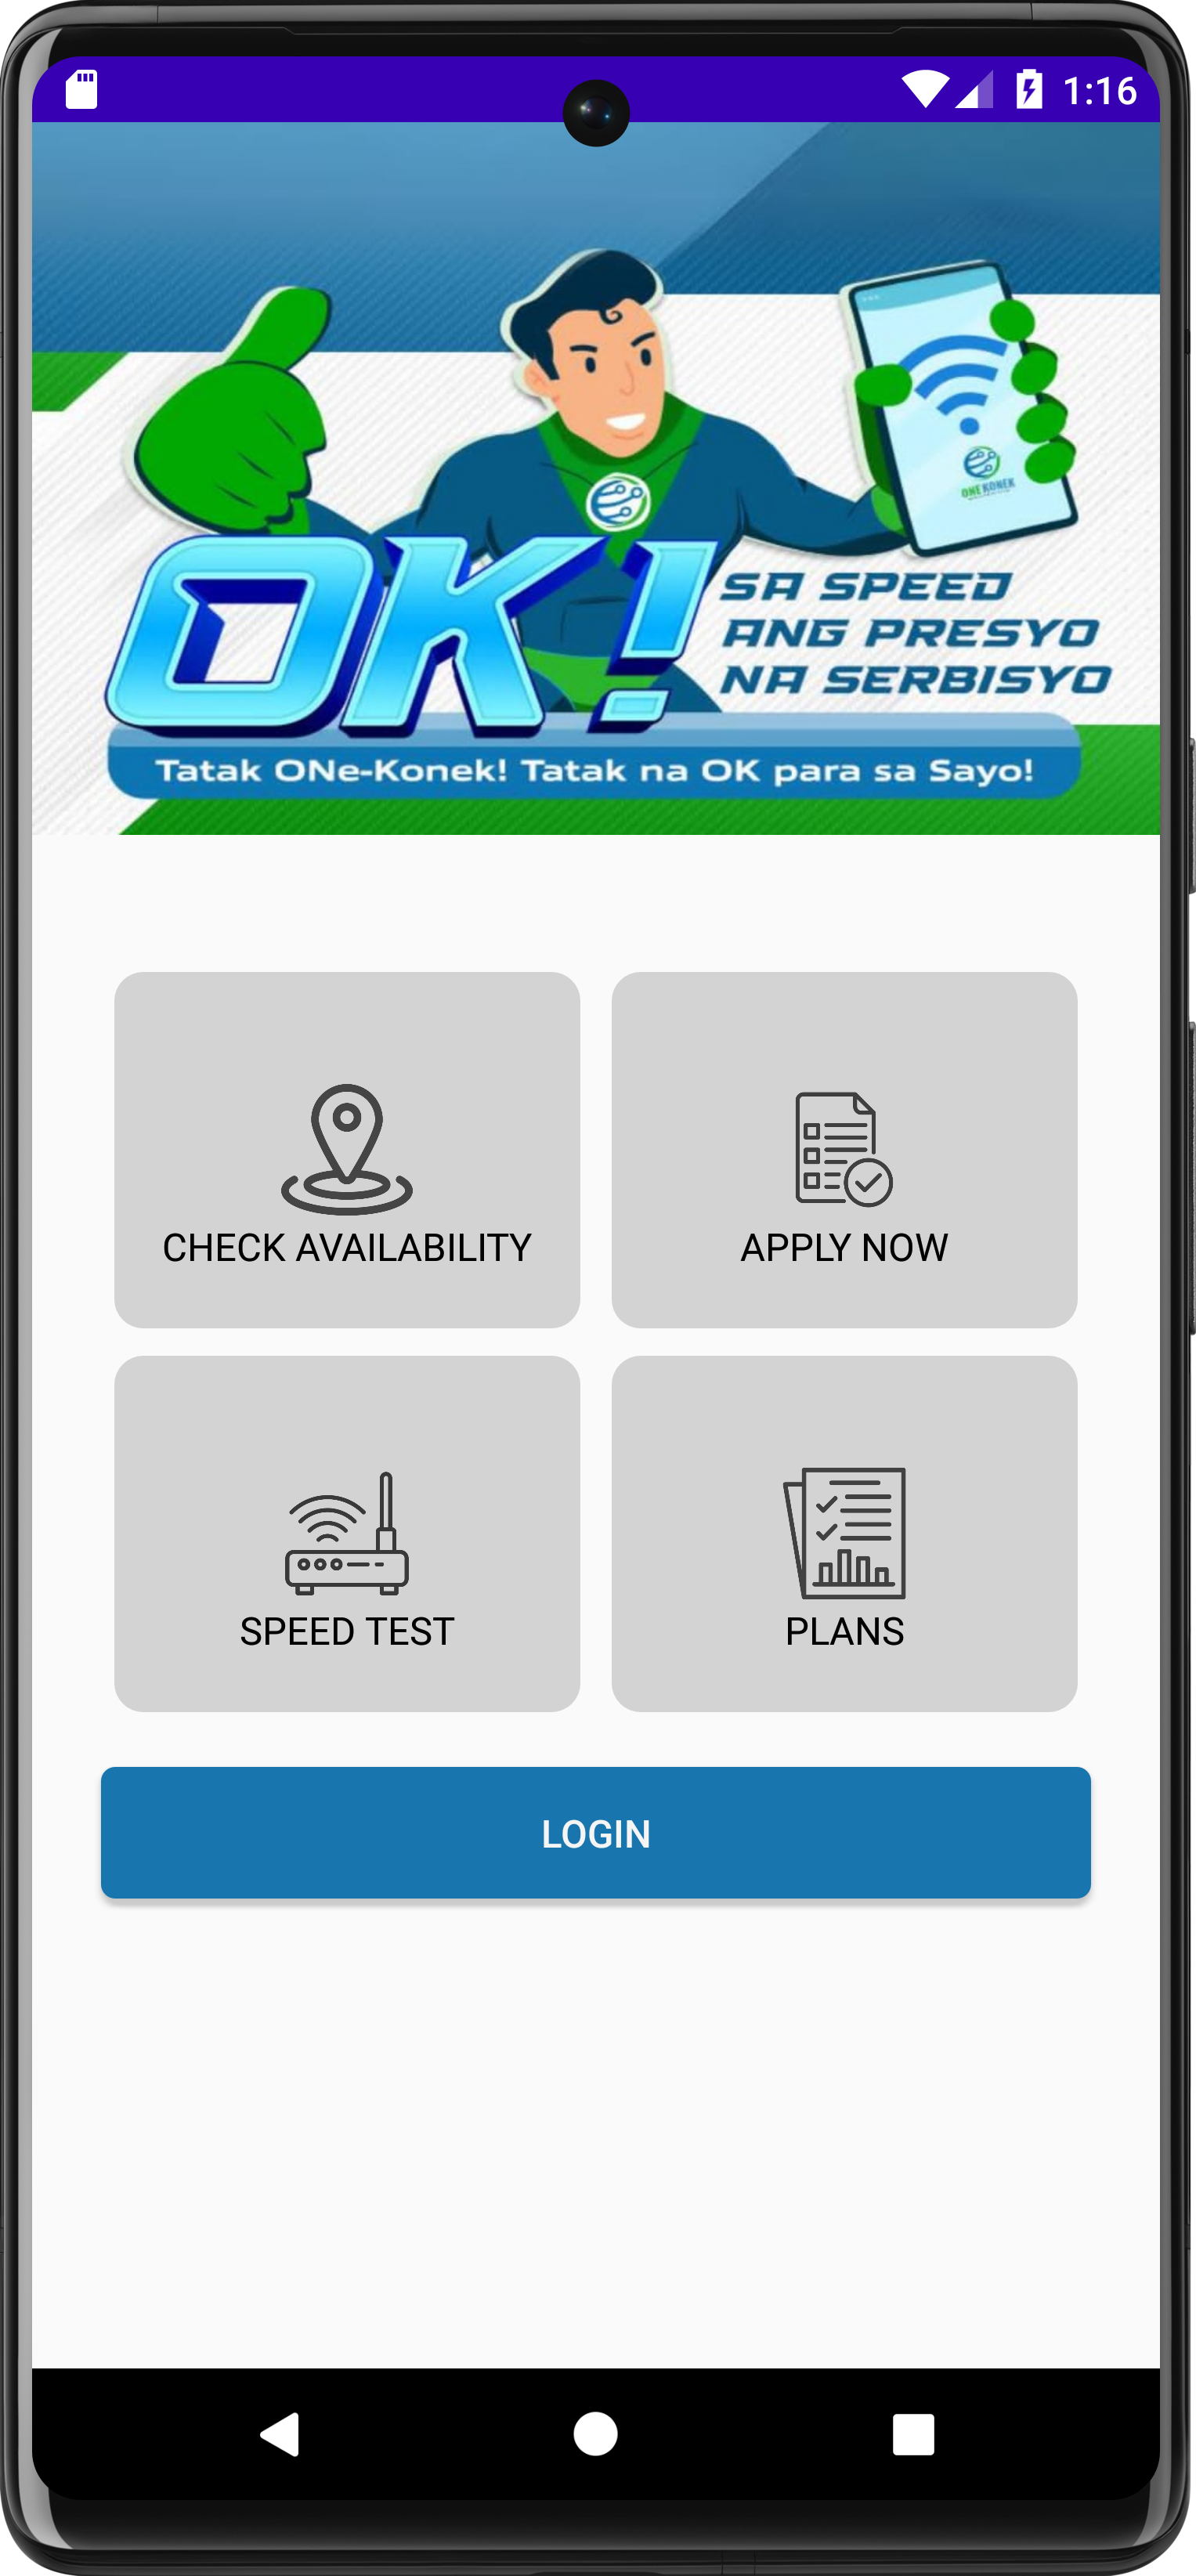 1:16
ONE KONEK
OK!
SA SPEED
ANG PRESYO
NA SERBISYO
Tatak ONe-Konek! Tatak na OK para sa Sayo!
CHECK AVAILABILITY
APPLY NOW
SPEED TEST
PLANS
LOGIN